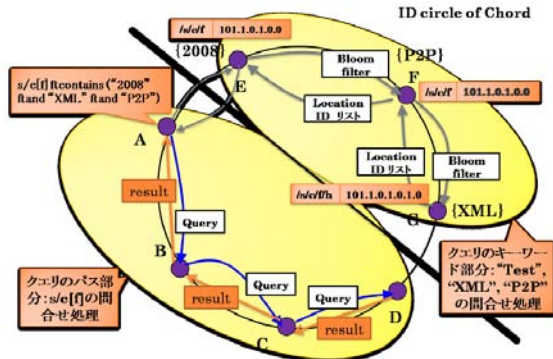 ID circle of Chord
/s/c/f 101.1.0.1.0.0
{2008}
{P2P}
s/e[f] ftcontains ("2008"
ftand "XML" ftand "P2P")
Bloom
filter
E
F
/s/c/f 101.1.0.1.0.0
Location
ID リスト
A
Location
ID リスト
Bloom
filter
result
/s/c/f/h 101.1.0.1.0.1.0
G
{XML}
Query
B
クエリのパス部
分:s/e[f]の問
合せ処理
Query
クエリのキーワー
ド部分:"Test",
"XML", "P2P"
の問合せ処理
Query
D
result
result
C